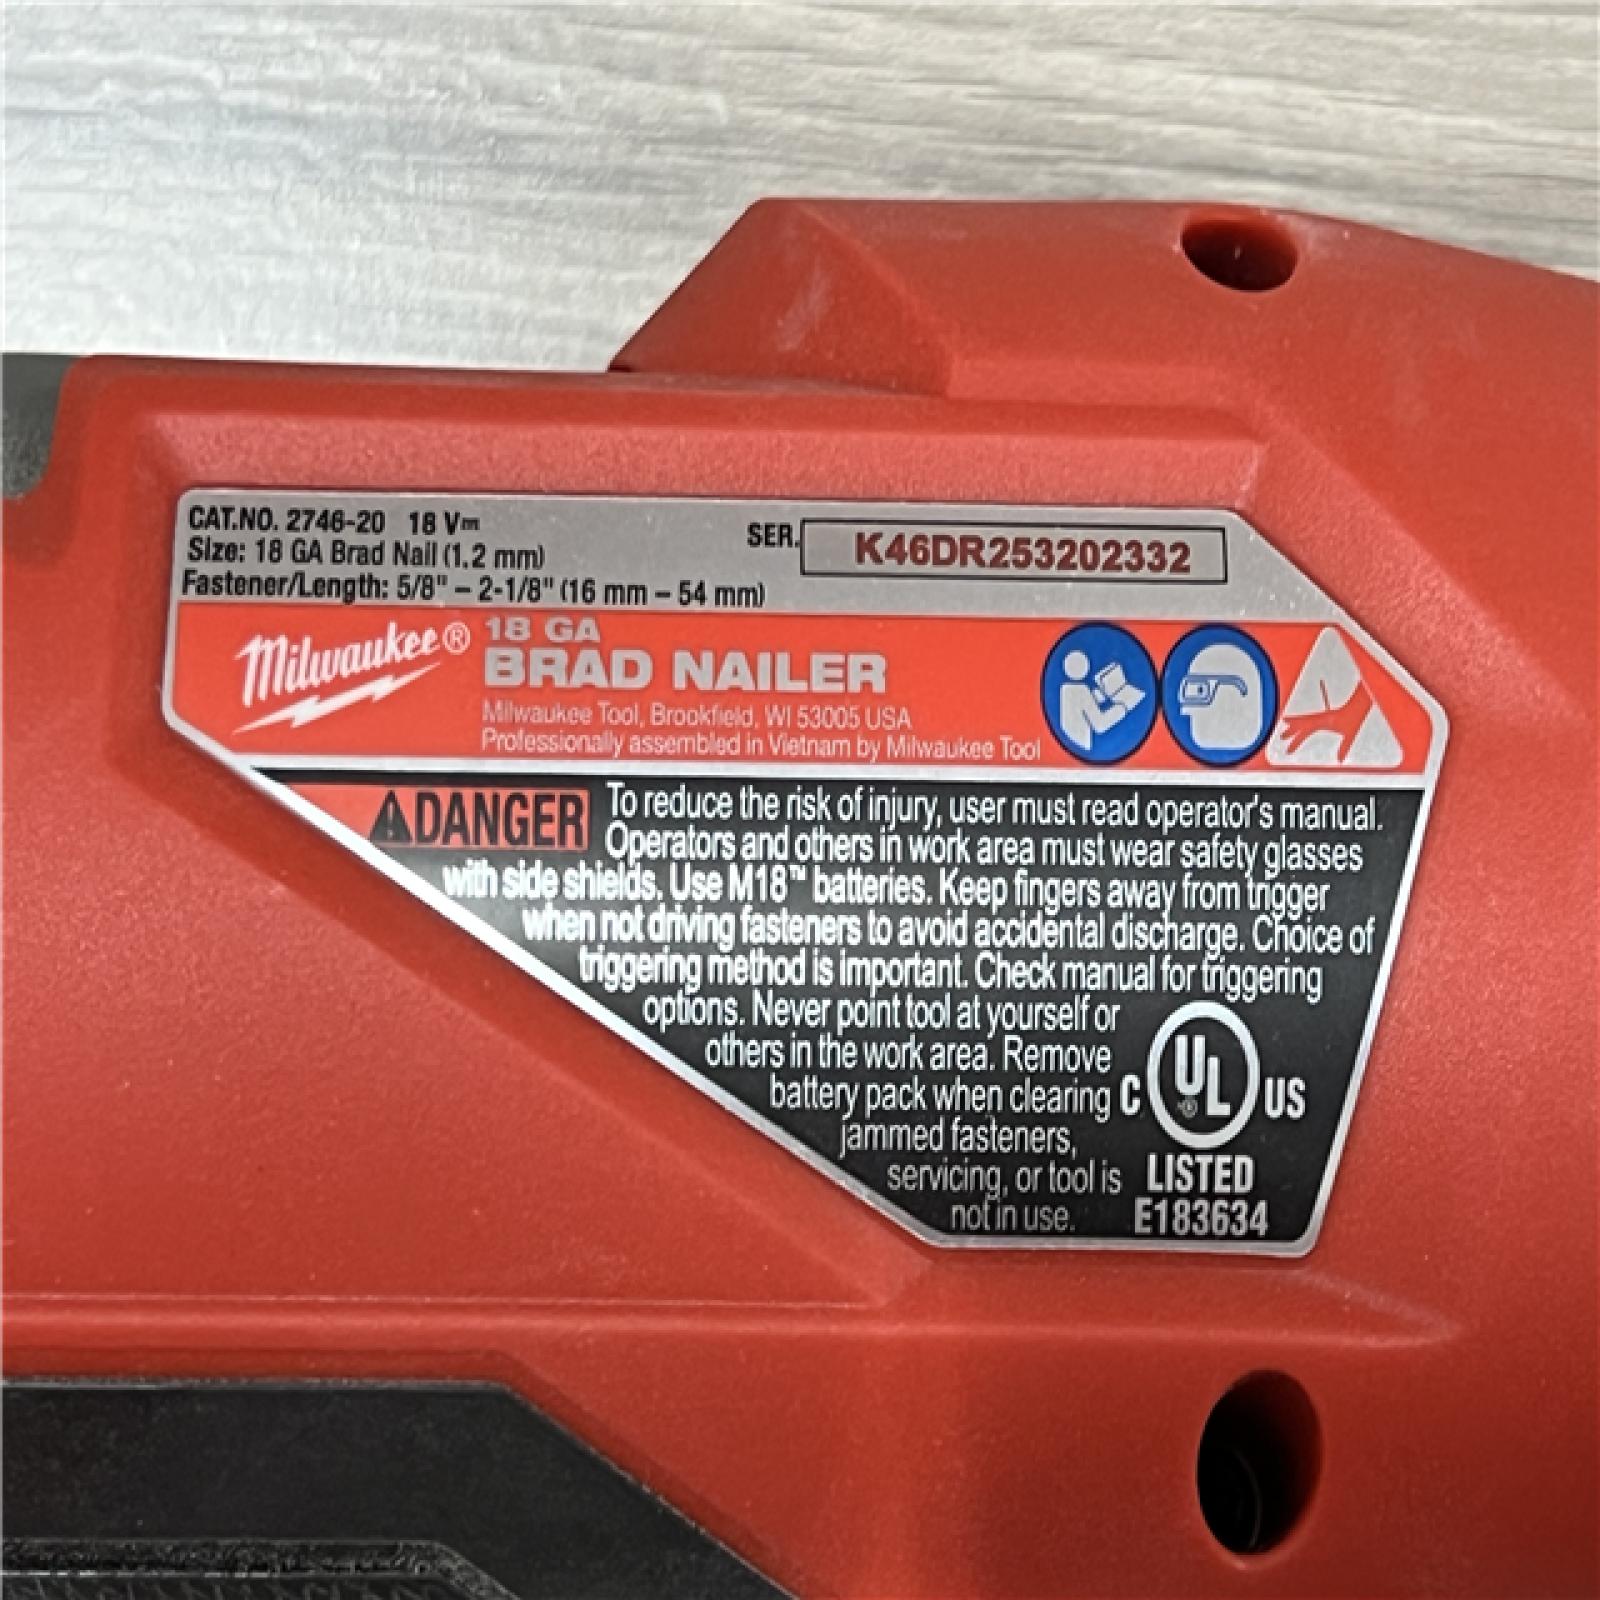 CAT.NO. 2746-20 18 V⎓
Size: 18 GA Brad Nail (1.2 mm)
Fastener/Length: 5/8" – 2-1/8" (16 mm – 54 mm)
SER. K46DR253202332
Milwaukee®
18 GA
BRAD NAILER
Milwaukee Tool, Brookfield, WI 53005 USA
Professionally assembled in Vietnam by Milwaukee Tool
DANGER To reduce the risk of injury, user must read operator's manual.
Operators and others in work area must wear safety glasses
with side shields. Use M18™ batteries. Keep fingers away from trigger
when not driving fasteners to avoid accidental discharge. Choice of
triggering method is important. Check manual for triggering
options. Never point tool at yourself or
others in the work area. Remove
battery pack when clearing
jammed fasteners,
servicing, or tool is
not in use.
C UL US
LISTED
E183634